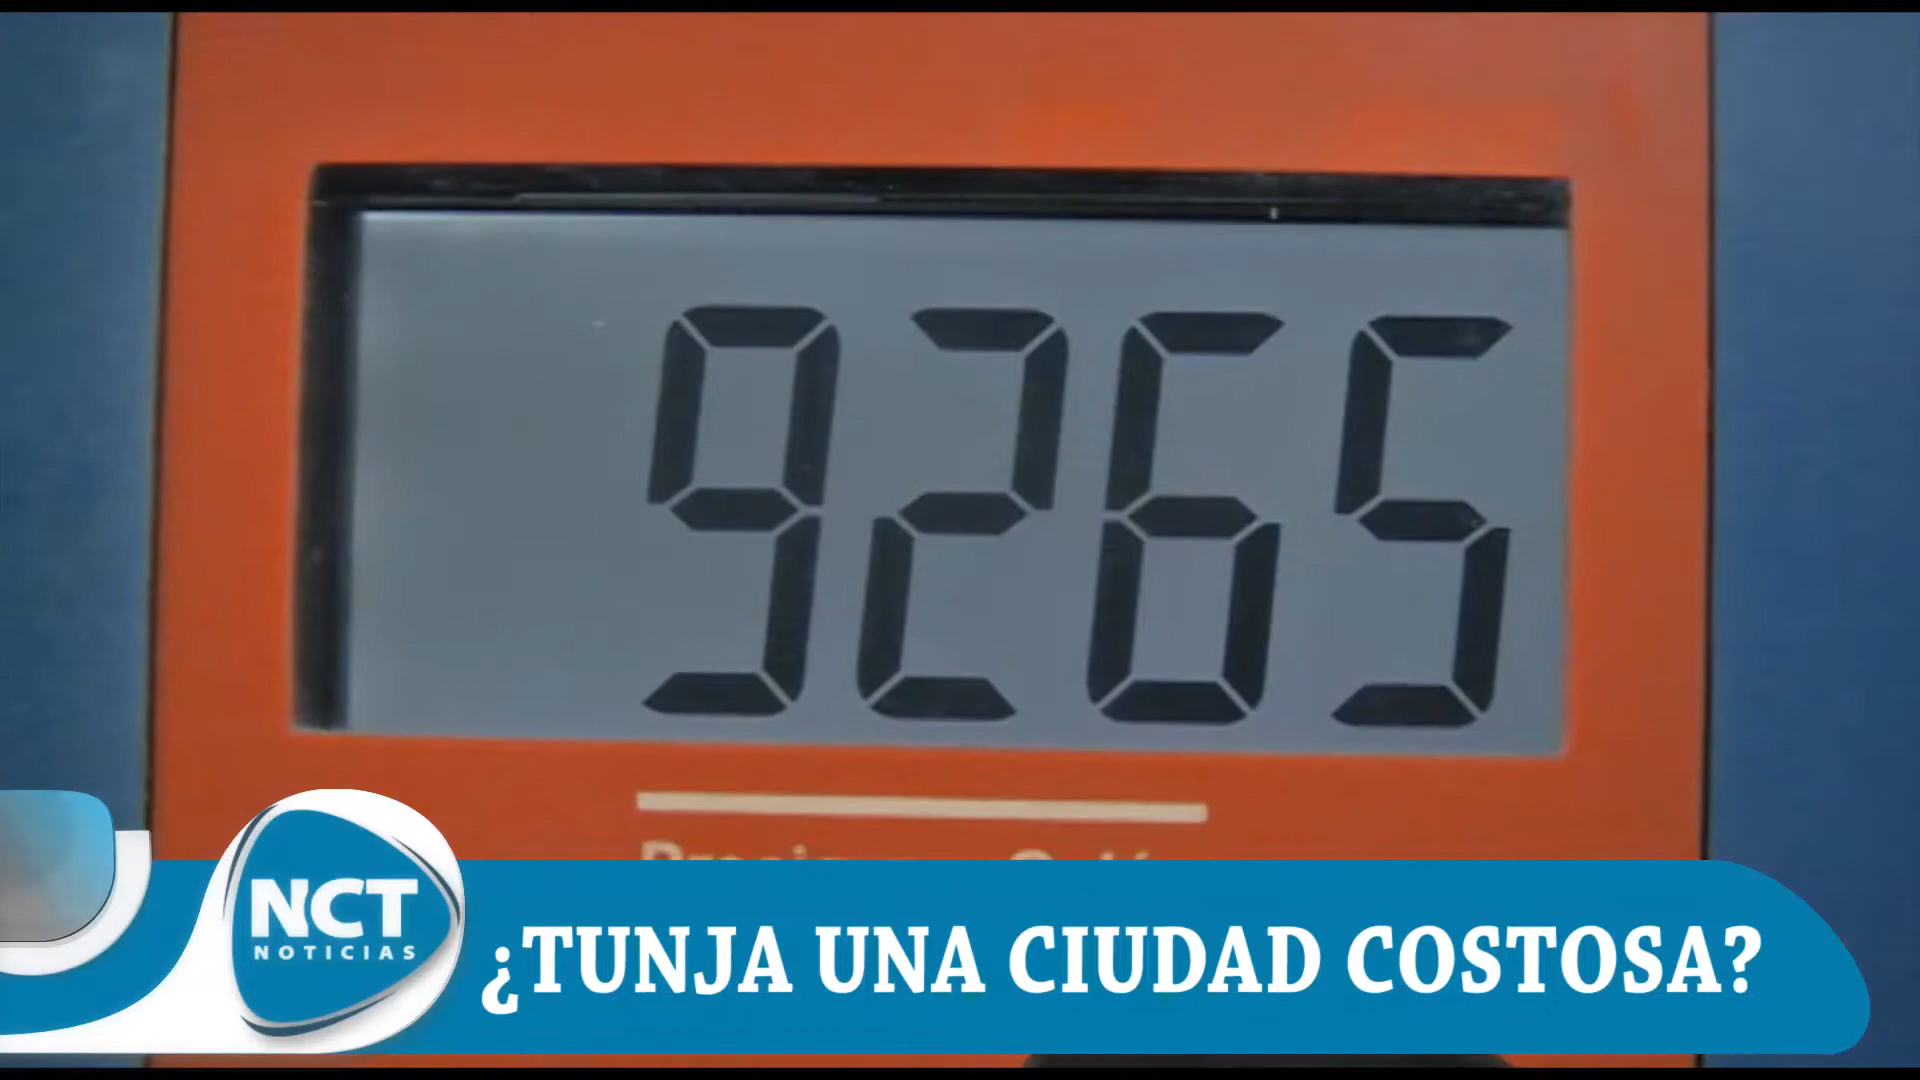 9265
NCT
NOTICIAS
¿TUNJA UNA CIUDAD COSTOSA?